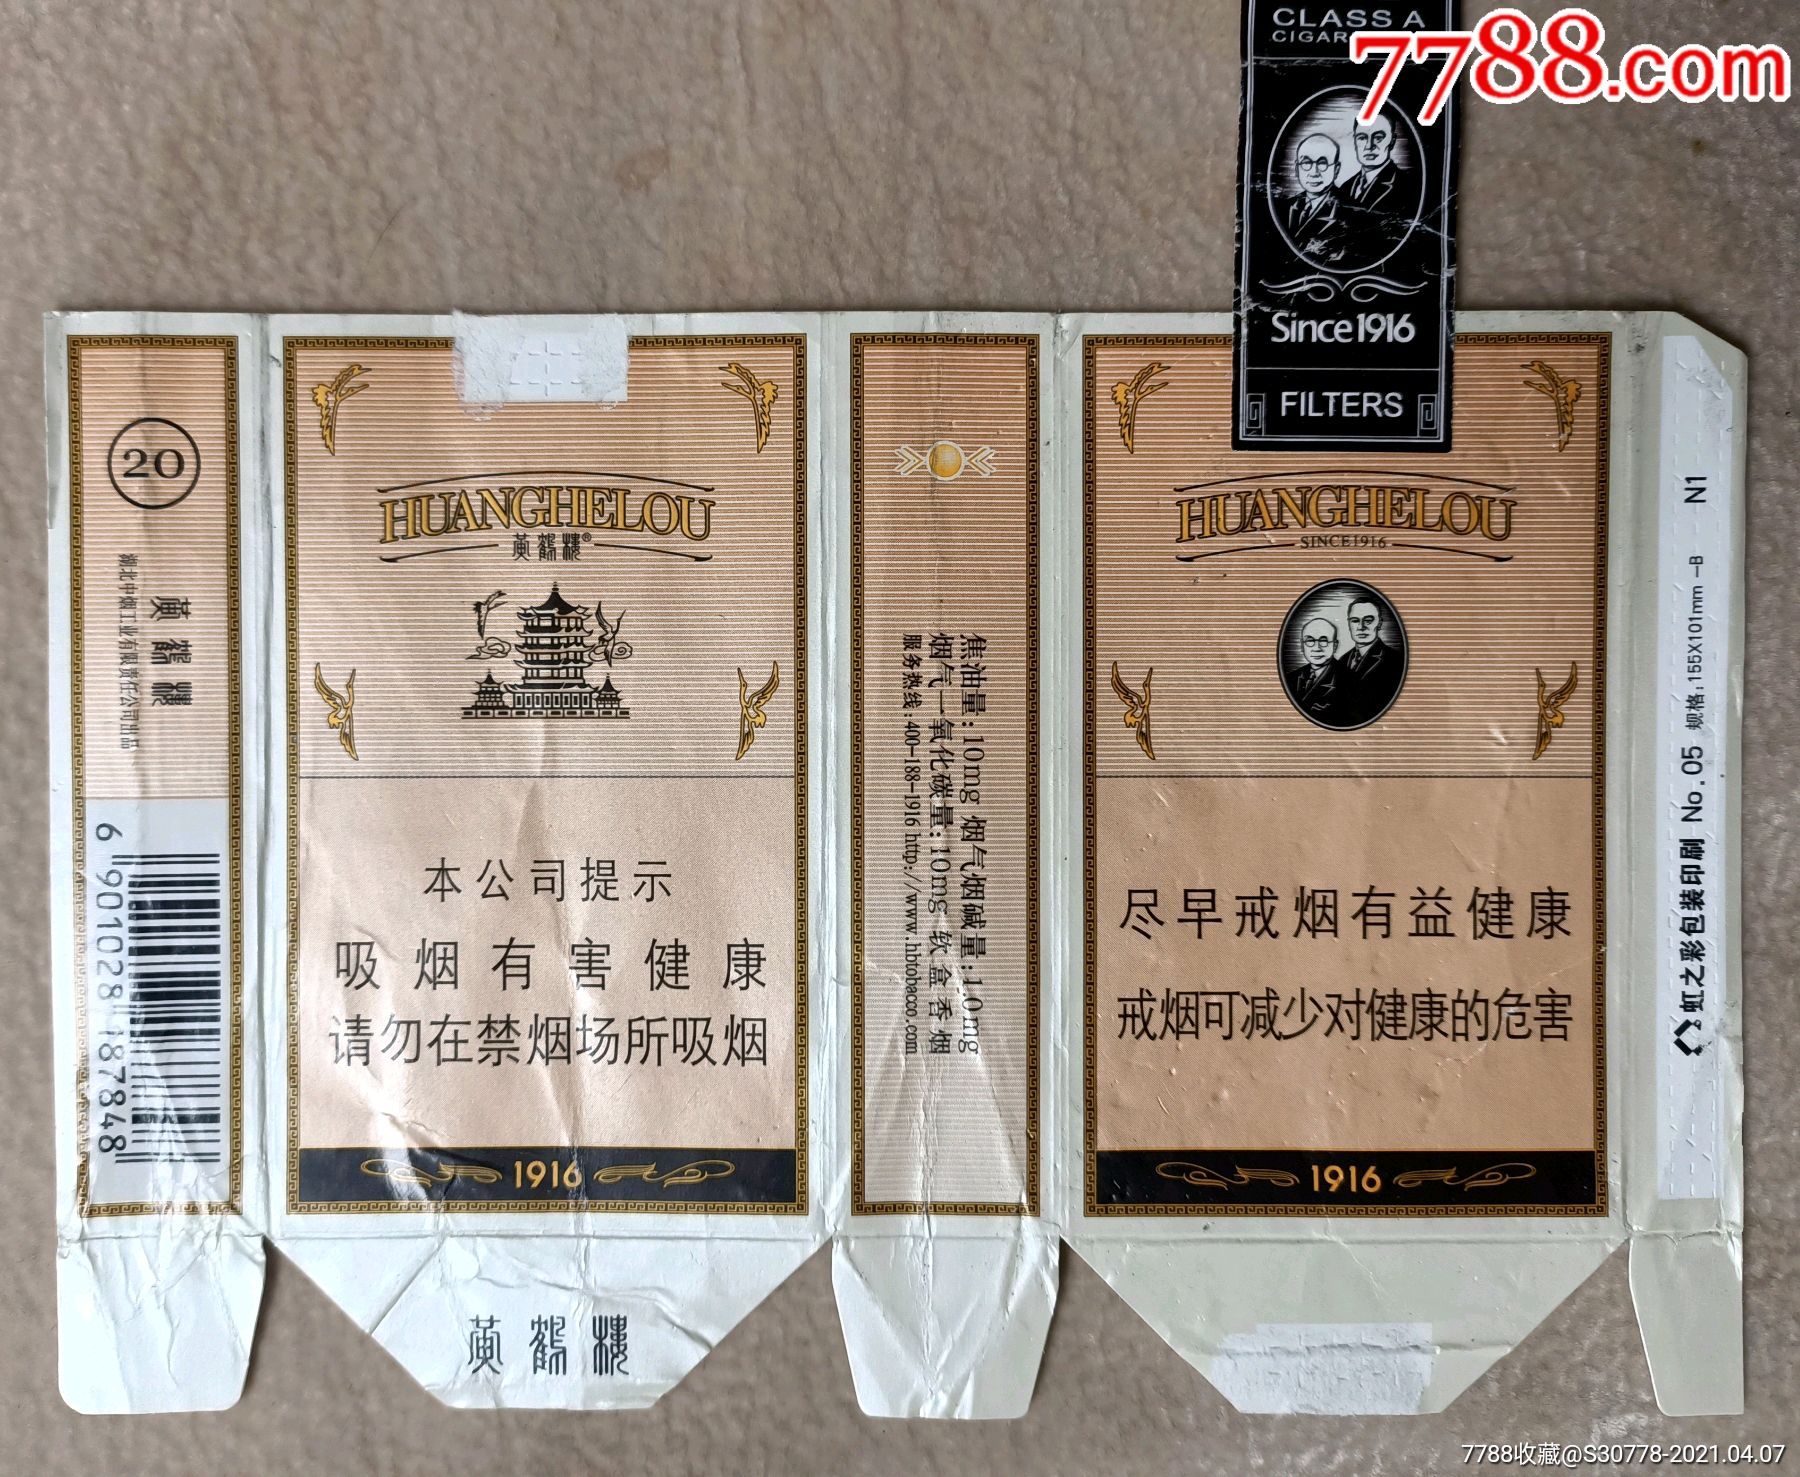 CLASS A
7788.com
Since1916
FILTERS
20
黄鹤楼
湖北中烟工业有限责任公司出品
6 901028 187848
HUANGHELOU
黄鹤楼®
本公司提示
吸烟有害健康
请勿在禁烟场所吸烟
1916
黄鹤楼
焦油量:10mg 烟气烟碱量:1.0mg
烟气一氧化碳量:10mg 软盒香烟
服务热线:400-188-1916 http://www.hbtobacco.com
HUANGHELOU
SINCE1916
尽早戒烟有益健康
戒烟可减少对健康的危害
1916
虹之彩包装印刷 No.05 规格:155X101mm -B N1
7788收藏@S30778-2021.04.07